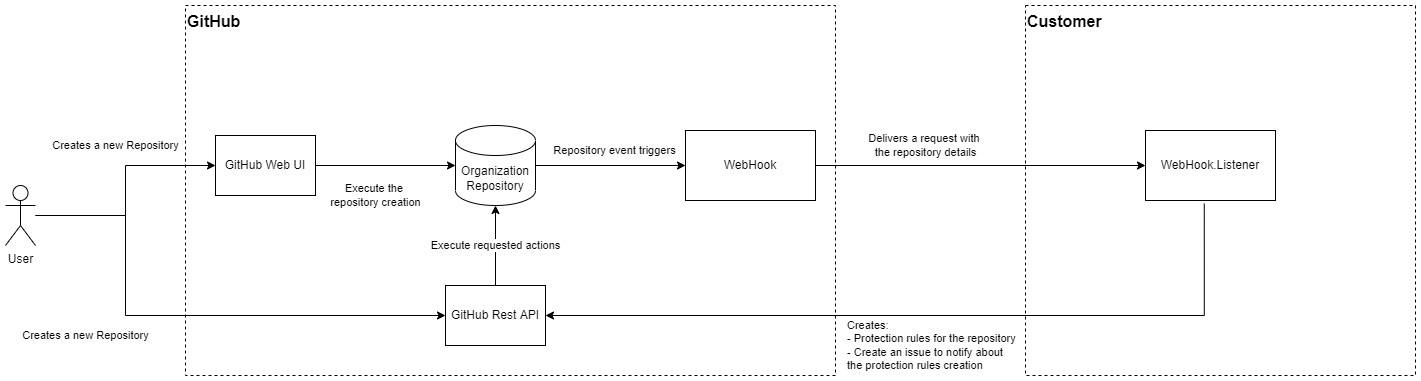 GitHub
Customer
Creates a new Repository
GitHub Web UI
Execute the
repository creation
Organization
Repository
Repository event triggers
WebHook
Delivers a request with
the repository details
WebHook.Listener
User
Execute requested actions
GitHub Rest API
Creates a new Repository
Creates:
- Protection rules for the repository
- Create an issue to notify about
the protection rules creation